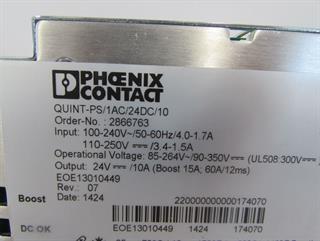 PHŒNIX
CONTACT
QUINT-PS/1AC/24DC/10
Order-No.: 2866763
Input: 100-240V~/50-60Hz/4.0-1.7A
110-250V ⎓ /3.4-1.5A
Operational Voltage: 85-264V~/90-350V ⎓ (UL508:300V ⎓
Output: 24V ⎓ /10A (Boost 15A; 60A/12ms)
EOE13010449
Rev.: 07
Date: 1424
220000000000174070
Boost
DC OK
EOE13010449 1424 174070